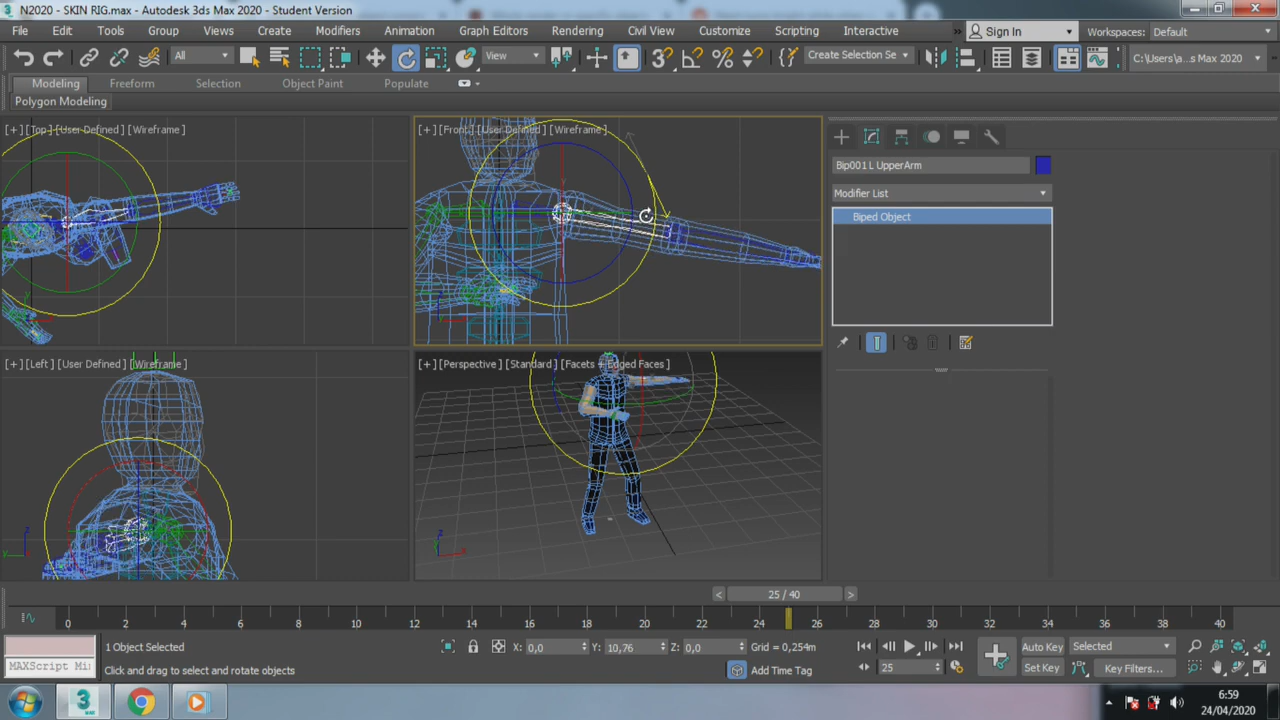 N2020 - SKIN RIG.max - Autodesk 3ds Max 2020 - Student Version
File Edit Tools Group Views Create Modifiers Animation Graph Editors Rendering Civil View Customize Scripting Interactive » Sign In Workspaces: Default
All View Create Selection Se C:\Users\a...s Max 2020
Modeling Freeform Selection Object Paint Populate
Polygon Modeling
[+] [Top] [User Defined] [Wireframe]
[+] [Front] [User Defined] [Wireframe]
Bip001 L UpperArm
Modifier List
Biped Object
[+] [Left] [User Defined] [Wireframe]
[+] [Perspective] [Standard] [Facets + Edged Faces]
< 25 / 40 >
0 2 4 6 8 10 12 14 16 18 20 22 24 26 28 30 32 34 36 38 40
1 Object Selected X: 0,0 Y: 10,76 Z: 0,0 Grid = 0,254m Auto Key Selected
MAXScript Mi Click and drag to select and rotate objects Add Time Tag 25 Set Key Key Filters...
6:59
24/04/2020